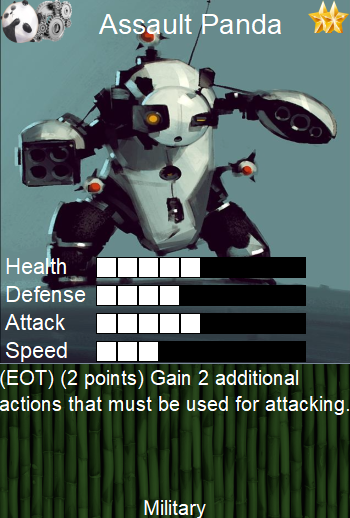 Assault Panda
Health
Defense
Attack
Speed
(EOT) (2 points) Gain 2 additional
actions that must be used for attacking.
Military